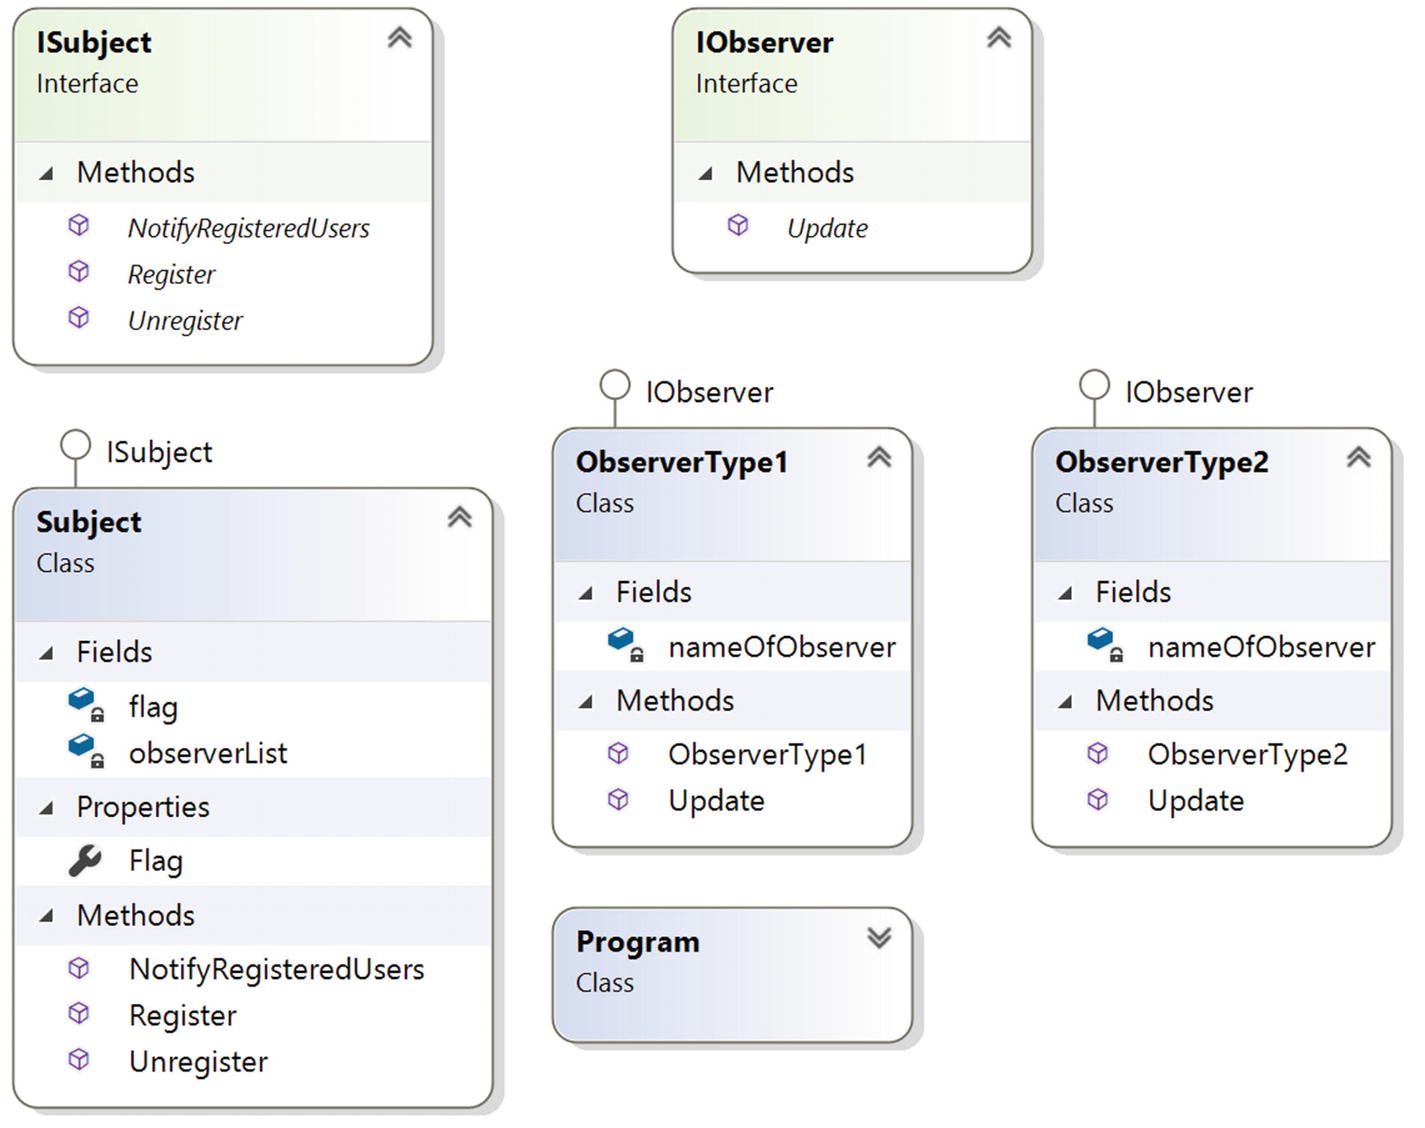 ISubject
Interface
Methods
NotifyRegisteredUsers
Register
Unregister
IObserver
Interface
Methods
Update
ISubject
Subject
Class
Fields
flag
observerList
Properties
Flag
Methods
NotifyRegisteredUsers
Register
Unregister
IObserver
ObserverType1
Class
Fields
nameOfObserver
Methods
ObserverType1
Update
IObserver
ObserverType2
Class
Fields
nameOfObserver
Methods
ObserverType2
Update
Program
Class